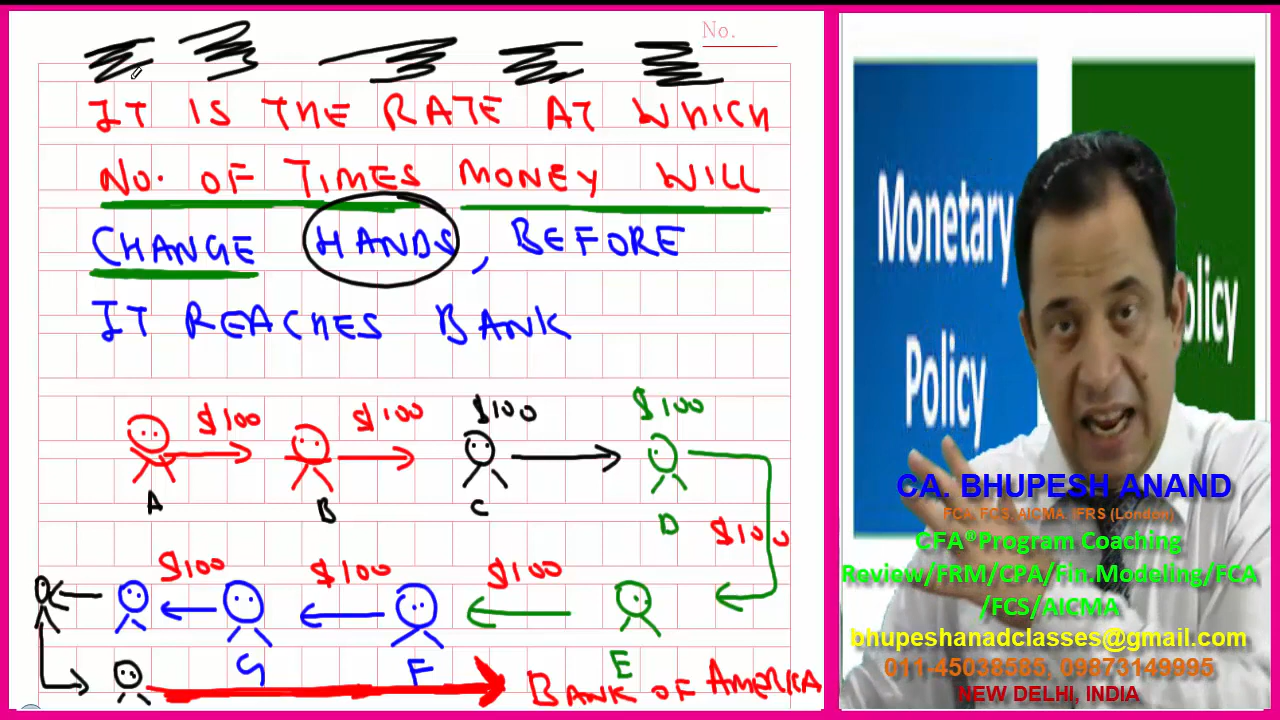 No.
IT IS THE RATE AT WHICH
NO. OF TIMES MONEY WILL
CHANGE HANDS, BEFORE
IT REACHES BANK
$100 $100 $100 $100
A B C D
$100
$100 $100 $100
G F E
BANK OF AMERICA
Monetary
Policy
olicy
CA. BHUPESH ANAND
FCA, FCS, AICMA, IFRS (London)
CFA®Program Coaching
Review/FRM/CPA/Fin.Modeling/FCA
/FCS/AICMA
bhupeshanadclasses@gmail.com
011-45038585, 09873149995
NEW DELHI, INDIA